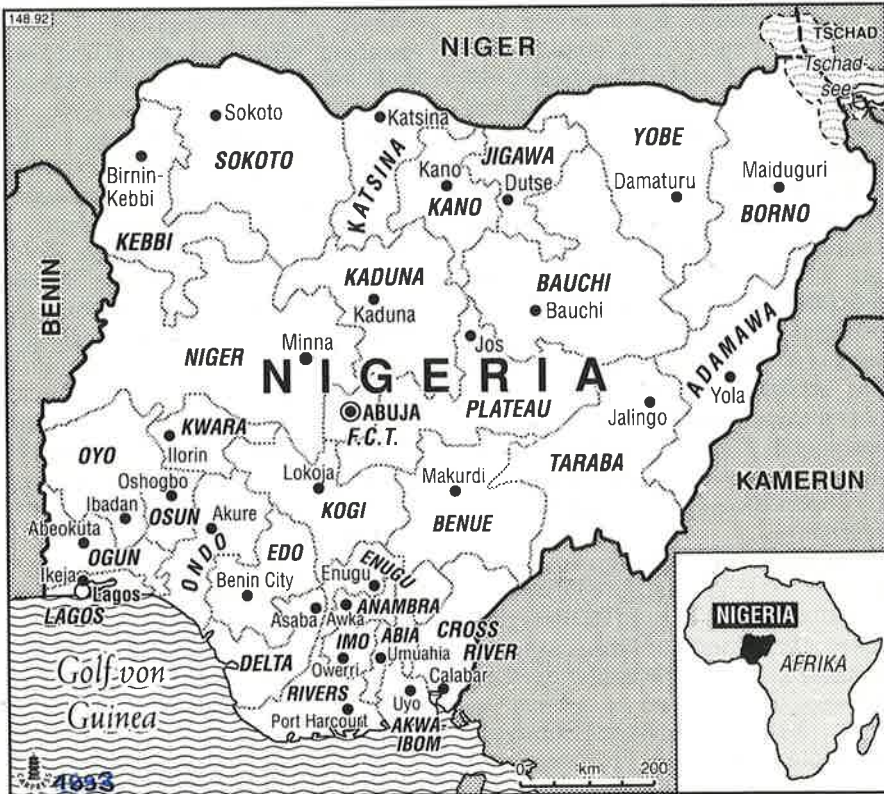 148.92
NIGER
TSCHAD
Tschad-
see
Sokoto
SOKOTO
Katsina
KATSINA
Birnin-
Kebbi
KEBBI
JIGAWA
Kano
KANO
Dutse
YOBE
Damaturu
Maiduguri
BORNO
BENIN
KADUNA
Kaduna
BAUCHI
Bauchi
NIGER
Minna
Jos
NIGERIA
ADAMAWA
Yola
ABUJA
F.C.T.
PLATEAU
Jalingo
KWARA
Ilorin
OYO
Oshogbo
Ibadan
OSUN
Abeokuta
OGUN
Ikeja
Lagos
LAGOS
Akure
ONDO
Lokoja
KOGI
Makurdi
BENUE
TARABA
KAMERUN
EDO
Benin City
Enugu
ENUGU
Asaba
Awka
ANAMBRA
IMO
ABIA
Umuahia
CROSS
RIVER
DELTA
Owerri
RIVERS
Port Harcourt
Uyo
Calabar
AKWA-
IBOM
Golf von
Guinea
0 km 200
NIGERIA
AFRIKA